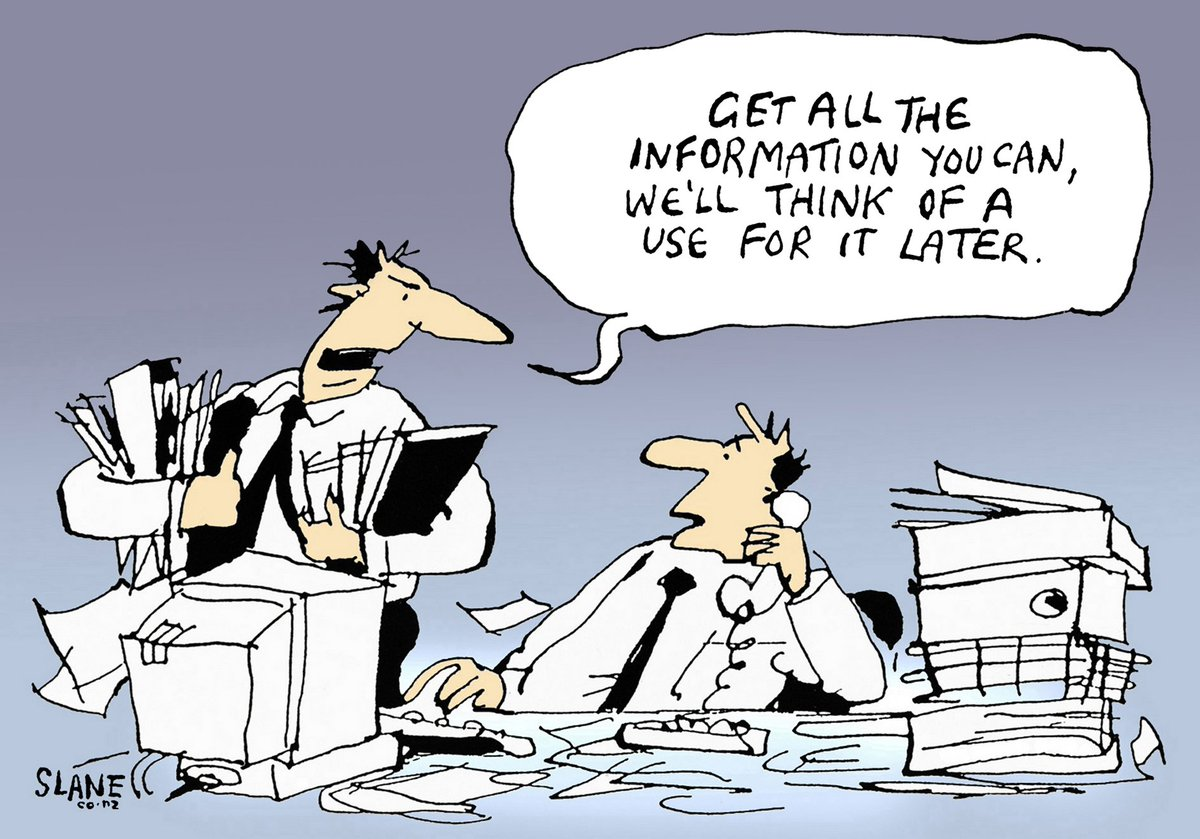 GET ALL THE
INFORMATION YOU CAN,
WE'LL THINK OF A
USE FOR IT LATER.
SLANE
CO.NZ